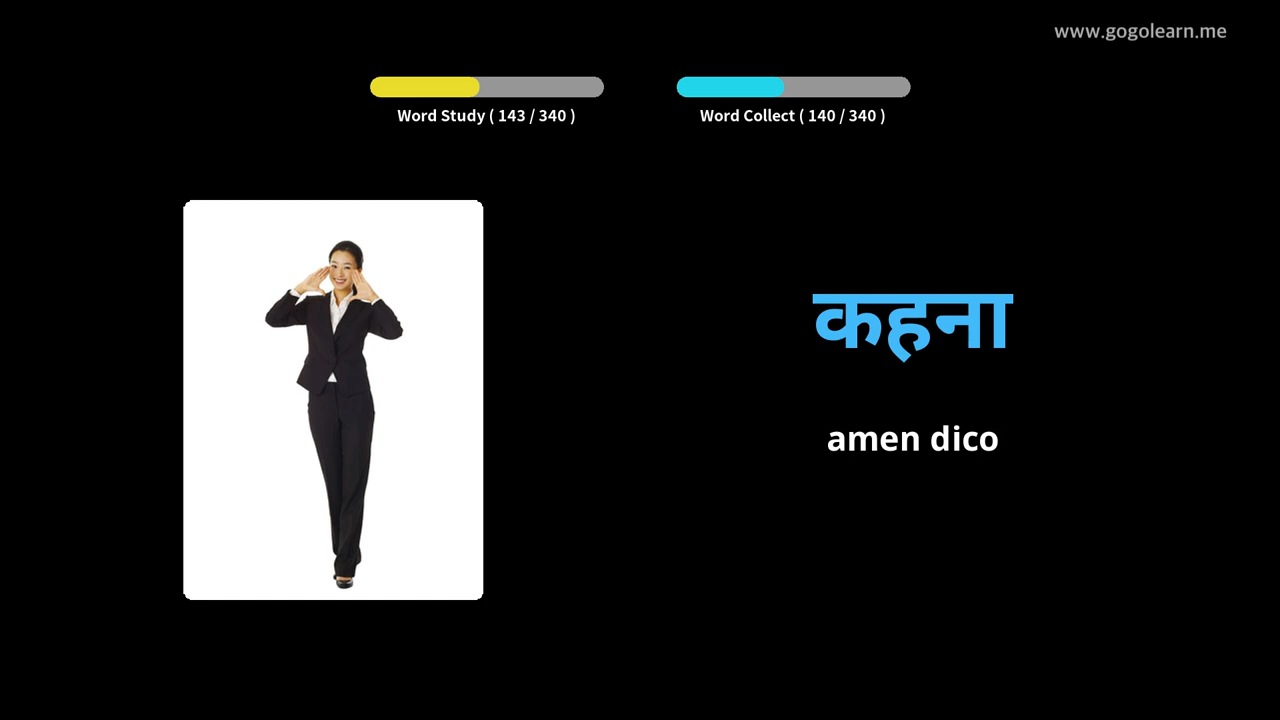 www.gogolearn.me
Word Study ( 143 / 340 )
Word Collect ( 140 / 340 )
कहना
amen dico